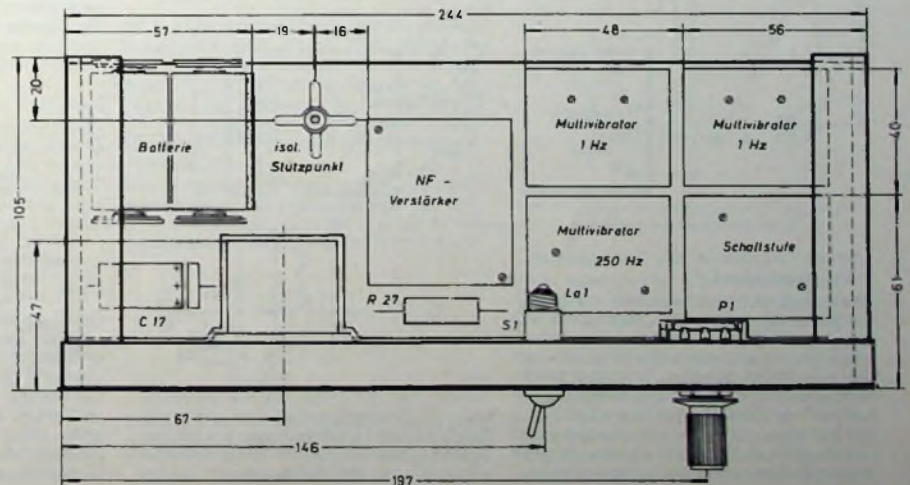 244
57
19
16
48
56
20
105
47
40
61
Batterie
isol.
Stützpunkt
NF -
Verstärker
Multivibrator
1 Hz
Multivibrator
1 Hz
Multivibrator
250 Hz
Schaltstufe
C 17
R 27
S1
La1
P1
67
146
197